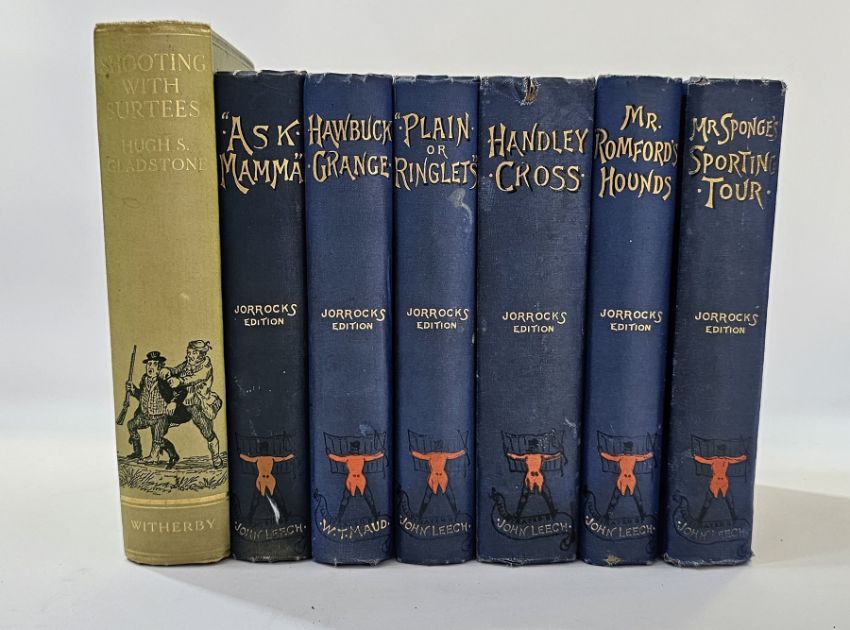 SHOOTING
WITH
SURTEES
HUGH S.
GLADSTONE
WITHERBY
"ASK
MAMMA"
JORROCKS
EDITION
JOHN LEECH
HAWBUCK
GRANGE
JORROCKS
EDITION
W.T. MAUD
"PLAIN
OR
RINGLETS"
JORROCKS
EDITION
JOHN LEECH
HANDLEY
CROSS
JORROCKS
EDITION
JOHN LEECH
MR.
ROMFORD'S
HOUNDS
JORROCKS
EDITION
JOHN LEECH
MR SPONGE'S
SPORTING
TOUR
JORROCKS
EDITION
JOHN LEECH